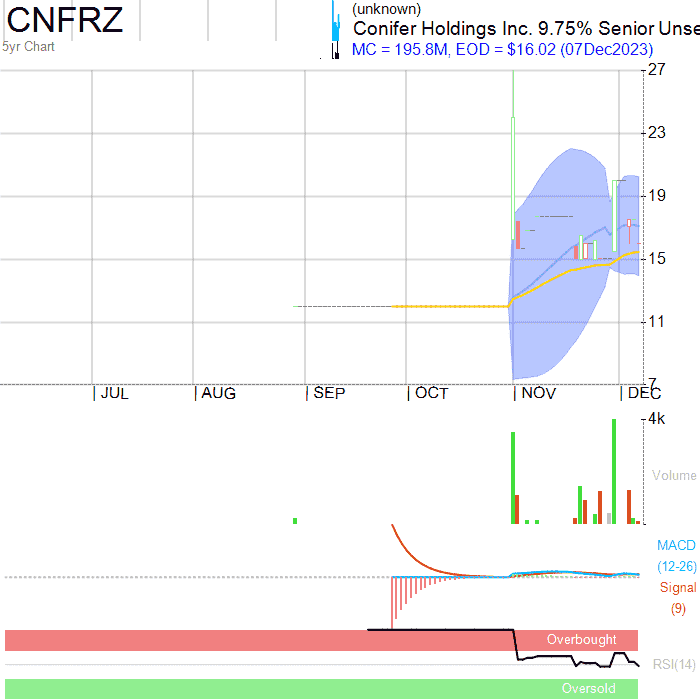 CNFRZ
5yr Chart
(unknown)
Conifer Holdings Inc. 9.75% Senior Unse
MC = 195.8M, EOD = $16.02 (07Dec2023)
27
23
19
15
11
7
JUL
AUG
SEP
OCT
NOV
DEC
4k
Volume
MACD
(12-26)
Signal
(9)
Overbought
RSI(14)
Oversold